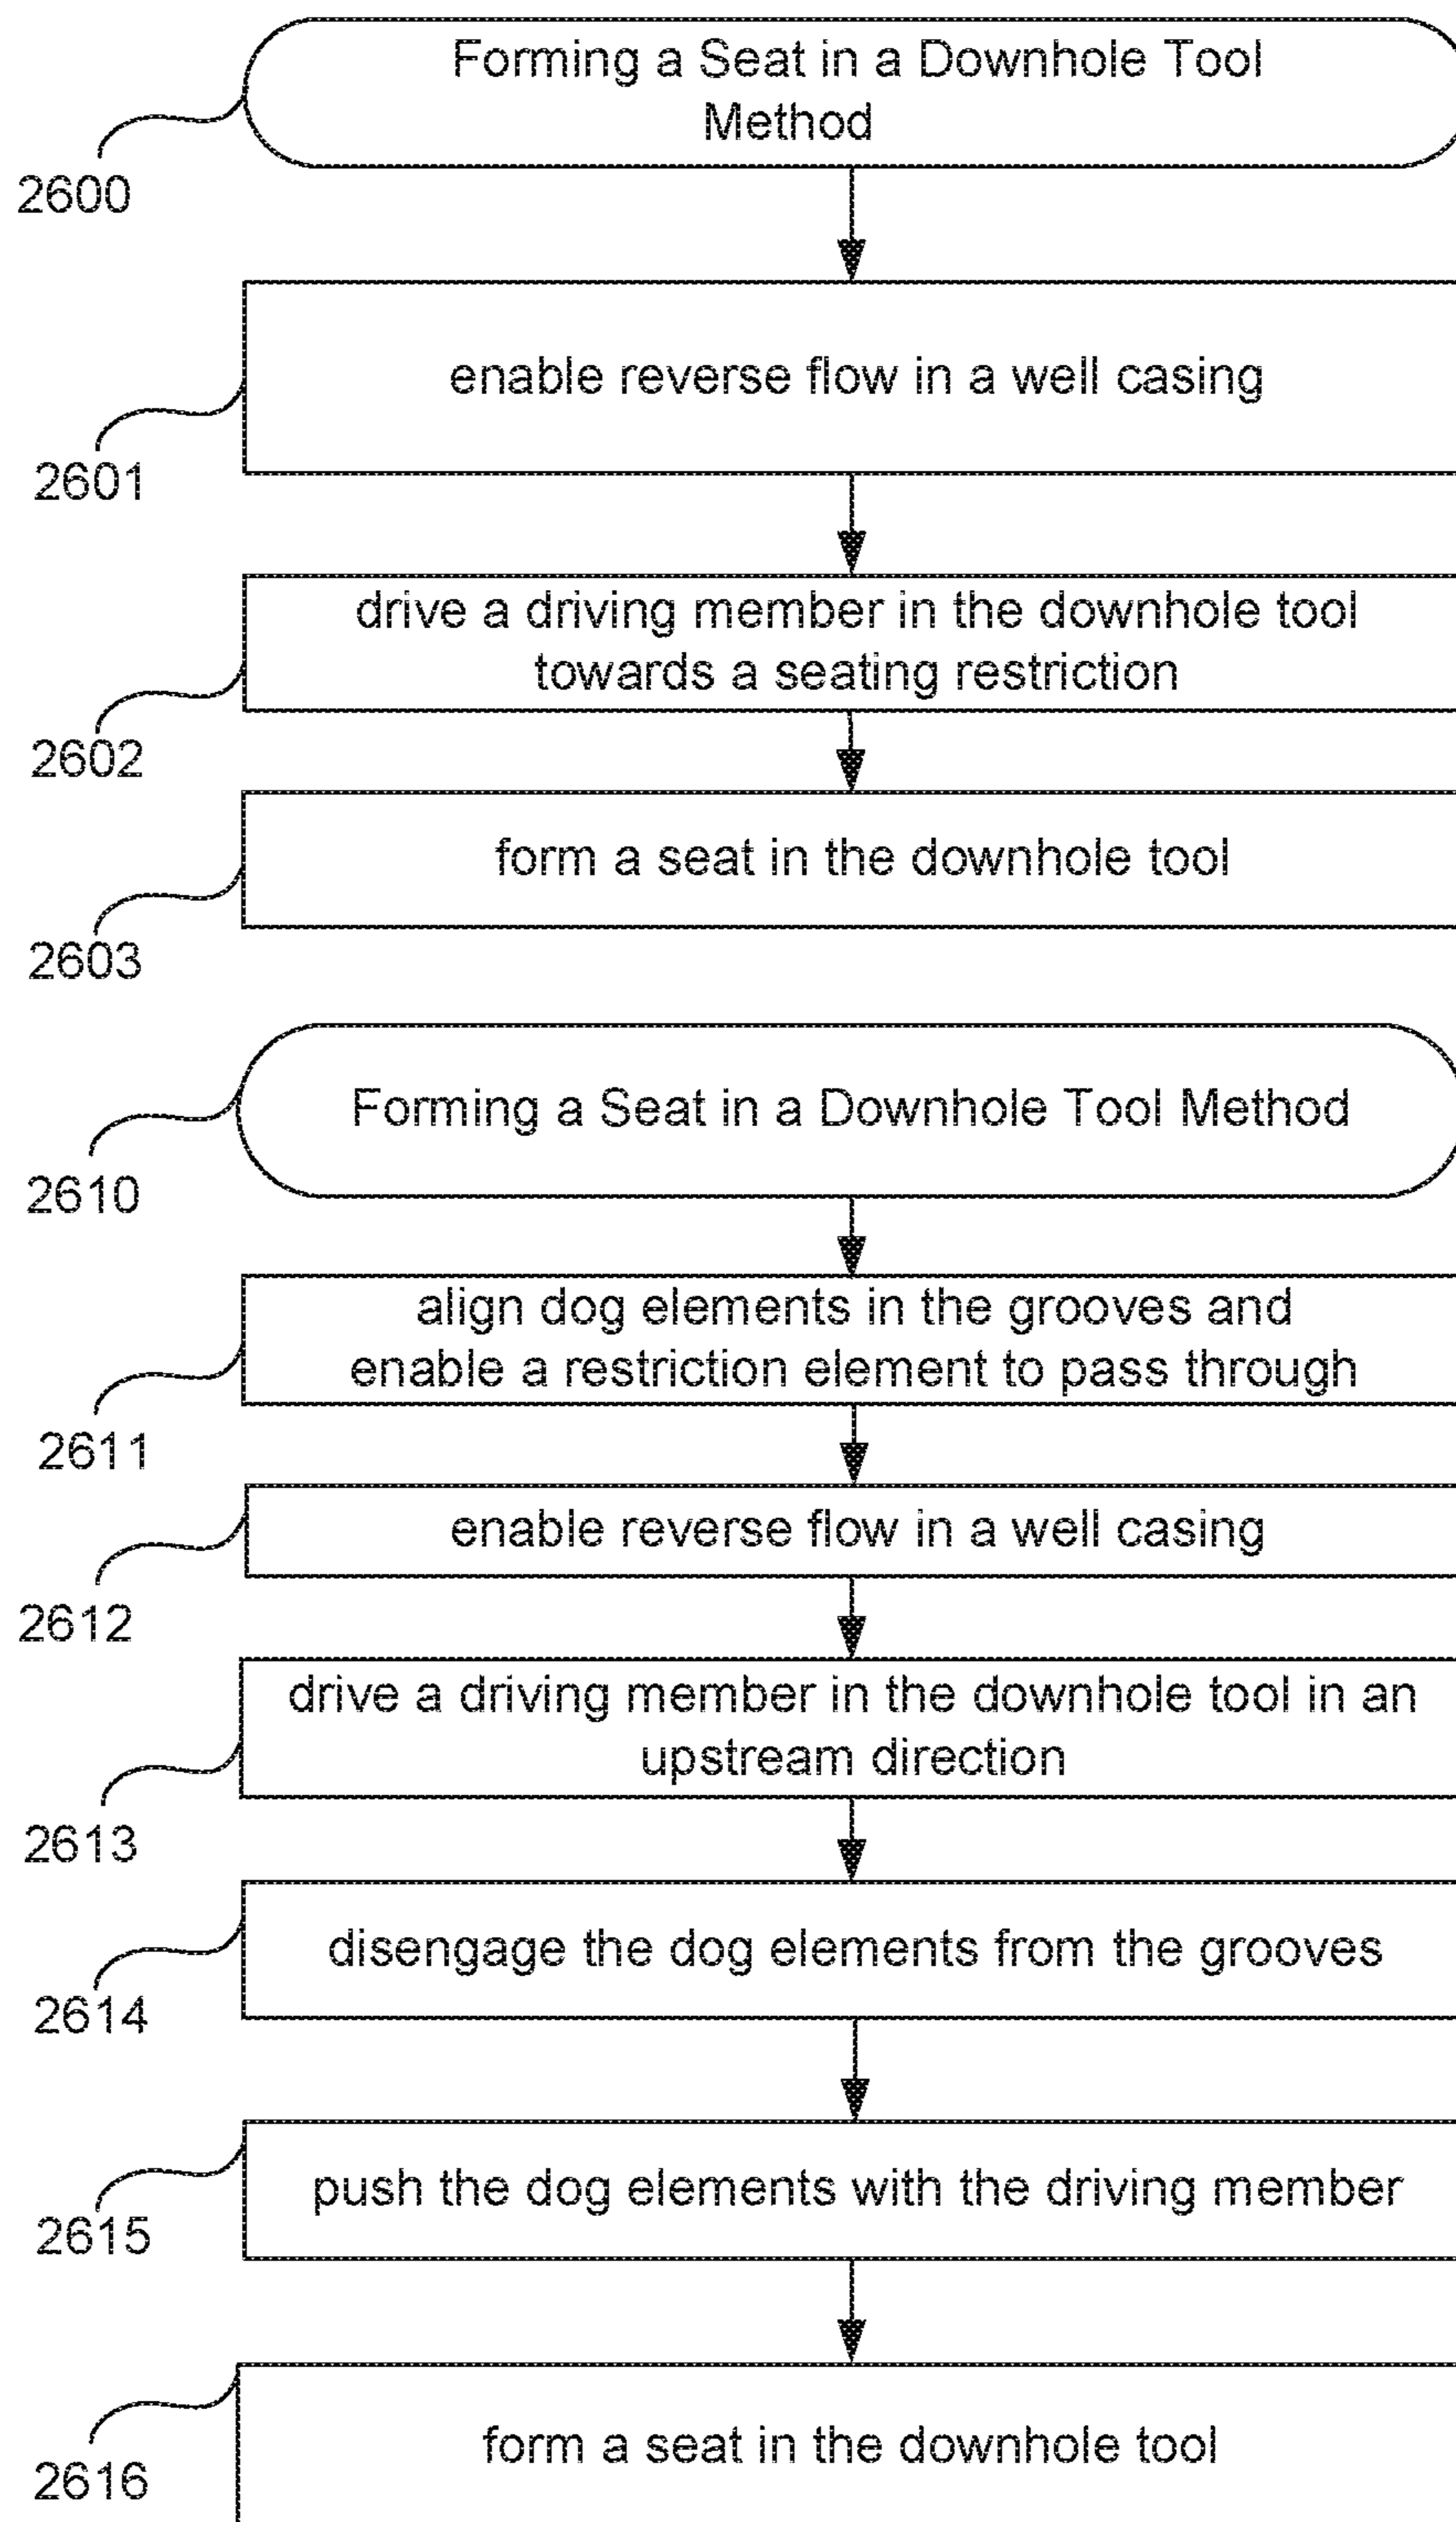 Forming a Seat in a Downhole Tool
Method
2600
enable reverse flow in a well casing
2601
drive a driving member in the downhole tool
towards a seating restriction
2602
form a seat in the downhole tool
2603
Forming a Seat in a Downhole Tool Method
2610
align dog elements in the grooves and
enable a restriction element to pass through
2611
enable reverse flow in a well casing
2612
drive a driving member in the downhole tool in an
upstream direction
2613
disengage the dog elements from the grooves
2614
push the dog elements with the driving member
2615
form a seat in the downhole tool
2616